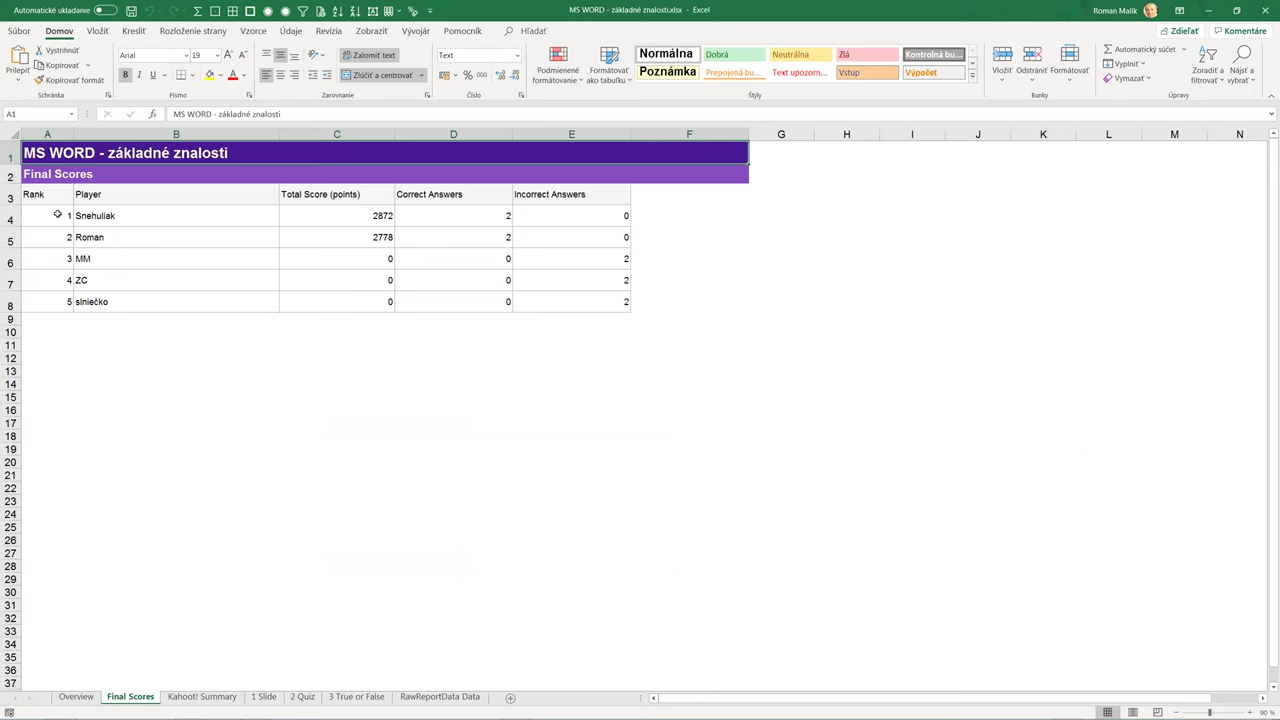 Automatické ukladanie
MS WORD - základné znalosti.xlsx - Excel
Roman Malík
Súbor Domov Vložiť Kresliť Rozloženie strany Vzorce Údaje Revízia Zobraziť Vývojár Pomocník Hľadať
Zdieľať Komentáre
Prilepiť
Vystrihnúť
Kopírovať
Kopírovať formát
Schránka
Arial 19
B I U
Písmo
Zalomiť text
Zlúčiť a centrovať
Zarovnanie
Text
%
Číslo
Podmienené formátovanie
Formátovať ako tabuľku
Normálna Dobrá Neutrálna Zlá Kontrolná bu...
Poznámka Prepojená bu... Text upozorn... Vstup Výpočet
Štýly
Vložiť Odstrániť Formátovať
Bunky
Automatický súčet
Vyplniť
Vymazať
Zoradiť a filtrovať
Nájsť a vybrať
Úpravy
A1 fx MS WORD - základné znalosti
A B C D E F G H I J K L M N
1 MS WORD - základné znalosti
2 Final Scores
3 Rank Player Total Score (points) Correct Answers Incorrect Answers
4 1 Snehuliak 2872 2 0
5 2 Roman 2778 2 0
6 3 MM 0 0 2
7 4 ZC 0 0 2
8 5 slniečko 0 0 2
9
10
11
12
13
14
15
16
17
18
19
20
21
22
23
24
25
26
27
28
29
30
31
32
33
34
35
36
37
Overview Final Scores Kahoot! Summary 1 Slide 2 Quiz 3 True or False RawReportData Data
90 %